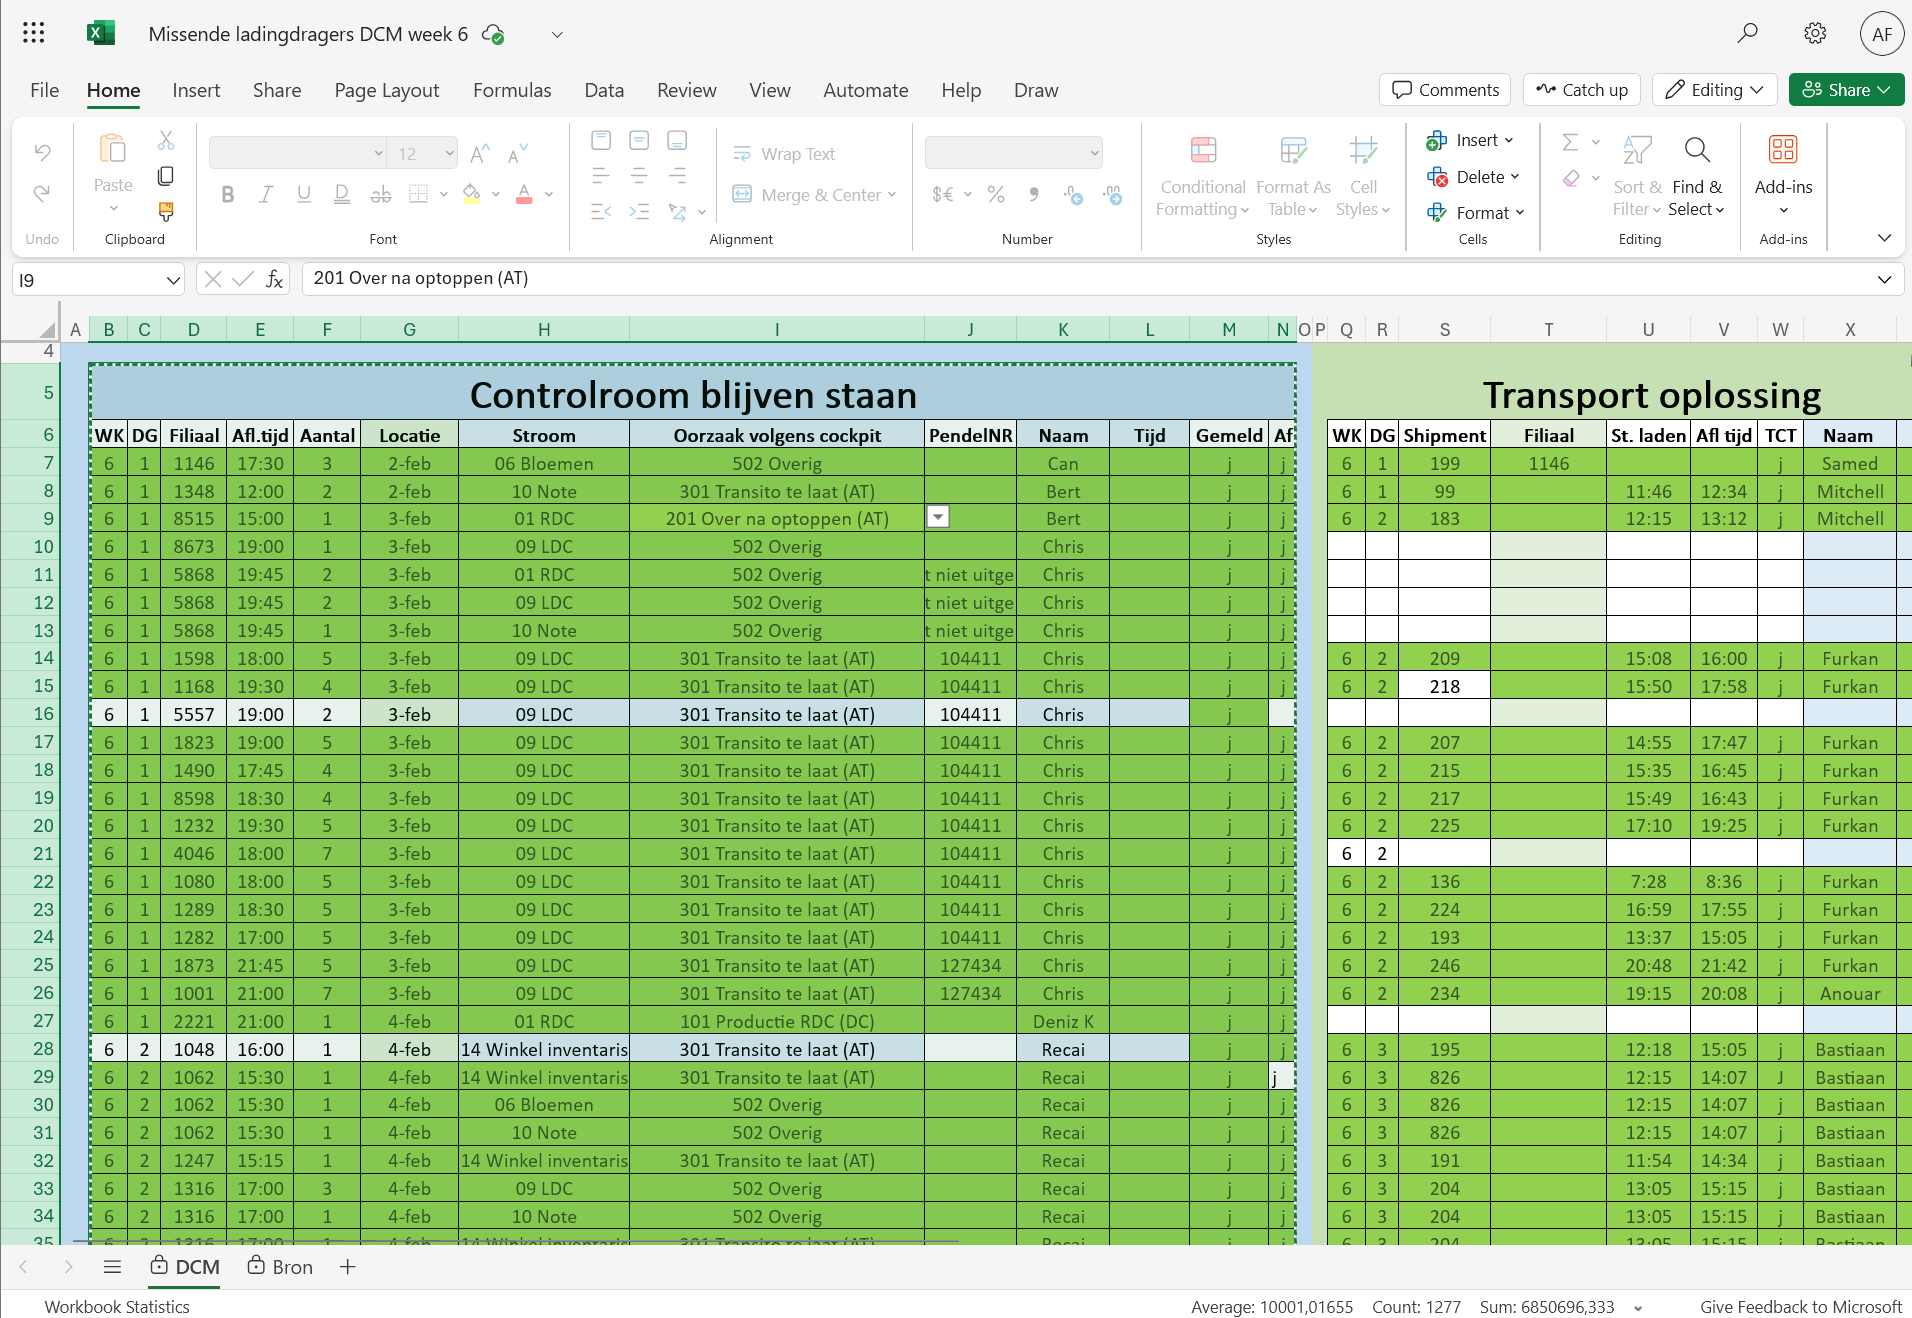 Missende ladingdragers DCM week 6
AF
File Home Insert Share Page Layout Formulas Data Review View Automate Help Draw
Comments Catch up Editing Share
Paste
12
Wrap Text
Merge & Center
Conditional Formatting
Format As Table
Cell Styles
Insert
Delete
Format
Sort & Filter
Find & Select
Add-ins
Undo Clipboard Font Alignment Number Styles Cells Editing Add-ins
I9 fx 201 Over na optoppen (AT)
A B C D E F G H I J K L M N O P Q R S T U V W X
4
5 Controlroom blijven staan Transport oplossing
6 WK DG Filiaal Afl.tijd Aantal Locatie Stroom Oorzaak volgens cockpit PendelNR Naam Tijd Gemeld Af WK DG Shipment Filiaal St. laden Afl tijd TCT Naam
7 6 1 1146 17:30 3 2-feb 06 Bloemen 502 Overig Can j j 6 1 199 1146 j Samed
8 6 1 1348 12:00 2 2-feb 10 Note 301 Transito te laat (AT) Bert j j 6 1 99 11:46 12:34 j Mitchell
9 6 1 8515 15:00 1 3-feb 01 RDC 201 Over na optoppen (AT) Bert j j 6 2 183 12:15 13:12 j Mitchell
10 6 1 8673 19:00 1 3-feb 09 LDC 502 Overig Chris j j
11 6 1 5868 19:45 2 3-feb 01 RDC 502 Overig t niet uitge Chris j j
12 6 1 5868 19:45 2 3-feb 09 LDC 502 Overig t niet uitge Chris j j
13 6 1 5868 19:45 1 3-feb 10 Note 502 Overig t niet uitge Chris j j
14 6 1 1598 18:00 5 3-feb 09 LDC 301 Transito te laat (AT) 104411 Chris j j 6 2 209 15:08 16:00 j Furkan
15 6 1 1168 19:30 4 3-feb 09 LDC 301 Transito te laat (AT) 104411 Chris j j 6 2 218 15:50 17:58 j Furkan
16 6 1 5557 19:00 2 3-feb 09 LDC 301 Transito te laat (AT) 104411 Chris j
17 6 1 1823 19:00 5 3-feb 09 LDC 301 Transito te laat (AT) 104411 Chris j j 6 2 207 14:55 17:47 j Furkan
18 6 1 1490 17:45 4 3-feb 09 LDC 301 Transito te laat (AT) 104411 Chris j j 6 2 215 15:35 16:45 j Furkan
19 6 1 8598 18:30 4 3-feb 09 LDC 301 Transito te laat (AT) 104411 Chris j j 6 2 217 15:49 16:43 j Furkan
20 6 1 1232 19:30 5 3-feb 09 LDC 301 Transito te laat (AT) 104411 Chris j j 6 2 225 17:10 19:25 j Furkan
21 6 1 4046 18:00 7 3-feb 09 LDC 301 Transito te laat (AT) 104411 Chris j j 6 2
22 6 1 1080 18:00 5 3-feb 09 LDC 301 Transito te laat (AT) 104411 Chris j j 6 2 136 7:28 8:36 j Furkan
23 6 1 1289 18:30 5 3-feb 09 LDC 301 Transito te laat (AT) 104411 Chris j j 6 2 224 16:59 17:55 j Furkan
24 6 1 1282 17:00 5 3-feb 09 LDC 301 Transito te laat (AT) 104411 Chris j j 6 2 193 13:37 15:05 j Furkan
25 6 1 1873 21:45 5 3-feb 09 LDC 301 Transito te laat (AT) 127434 Chris j j 6 2 246 20:48 21:42 j Furkan
26 6 1 1001 21:00 7 3-feb 09 LDC 301 Transito te laat (AT) 127434 Chris j j 6 2 234 19:15 20:08 j Anouar
27 6 1 2221 21:00 1 4-feb 01 RDC 101 Productie RDC (DC) Deniz K j j
28 6 2 1048 16:00 1 4-feb 14 Winkel inventaris 301 Transito te laat (AT) Recai j j 6 3 195 12:18 15:05 j Bastiaan
29 6 2 1062 15:30 1 4-feb 14 Winkel inventaris 301 Transito te laat (AT) Recai j j 6 3 826 12:15 14:07 J Bastiaan
30 6 2 1062 15:30 1 4-feb 06 Bloemen 502 Overig Recai j j 6 3 826 12:15 14:07 j Bastiaan
31 6 2 1062 15:30 1 4-feb 10 Note 502 Overig Recai j j 6 3 826 12:15 14:07 j Bastiaan
32 6 2 1247 15:15 1 4-feb 14 Winkel inventaris 301 Transito te laat (AT) Recai j j 6 3 191 11:54 14:34 j Bastiaan
33 6 2 1316 17:00 3 4-feb 09 LDC 502 Overig Recai j j 6 3 204 13:05 15:15 j Bastiaan
34 6 2 1316 17:00 1 4-feb 10 Note 502 Overig Recai j j 6 3 204 13:05 15:15 j Bastiaan
35 6 2 1316 17:00 1 4-feb 14 Winkel inventaris 301 Transito te laat (AT) Recai j j 6 3 204 13:05 15:15 j Bastiaan
DCM Bron
Workbook Statistics Average: 10001,01655 Count: 1277 Sum: 6850696,333 Give Feedback to Microsoft